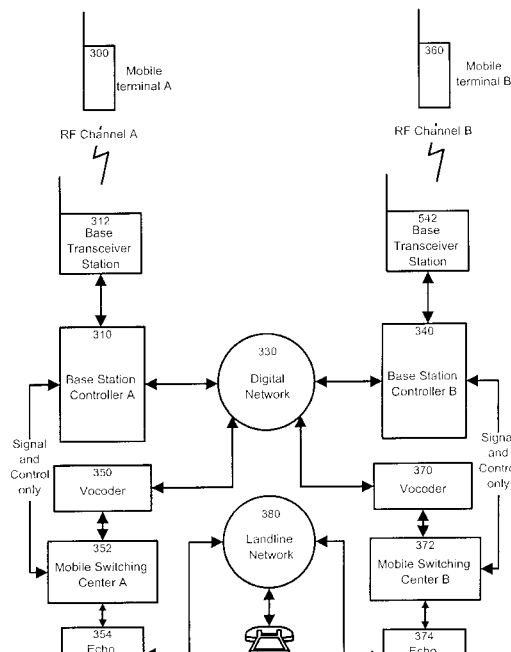 300
Mobile
terminal A
360
Mobile
terminal B
RF Channel A
RF Channel B
312
Base
Transceiver
Station
542
Base
Transceiver
Station
310
Base Station
Controller A
330
Digital
Network
340
Base Station
Controller B
Signal
and
Control
only
Signal
and
Control
only
350
Vocoder
370
Vocoder
380
Landline
Network
352
Mobile Switching
Center A
372
Mobile Switching
Center B
354
Echo
374
Echo